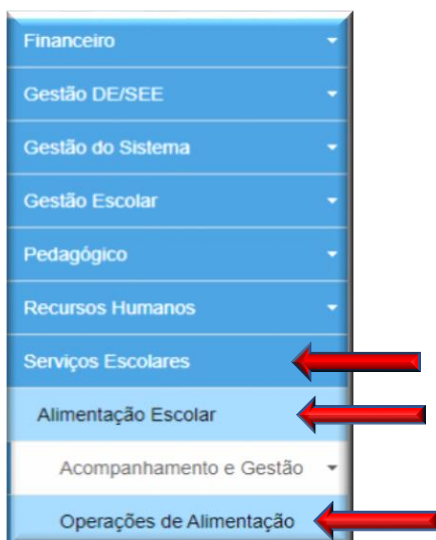 Financeiro
Gestão DE/SEE
Gestão do Sistema
Gestão Escolar
Pedagógico
Recursos Humanos
Serviços Escolares
Alimentação Escolar
Acompanhamento e Gestão
Operações de Alimentação